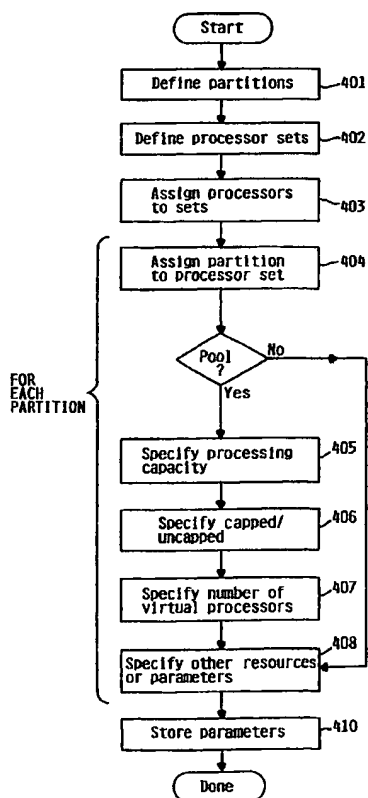 Start
Define partitions
401
Define processor sets
402
Assign processors
to sets
403
Assign partition
to processor set
404
Pool
?
No
Yes
FOR
EACH
PARTITION
Specify processing
capacity
405
Specify capped/
uncapped
406
Specify number of
virtual processors
407
408
Specify other resources
or parameters
Store parameters
410
Done